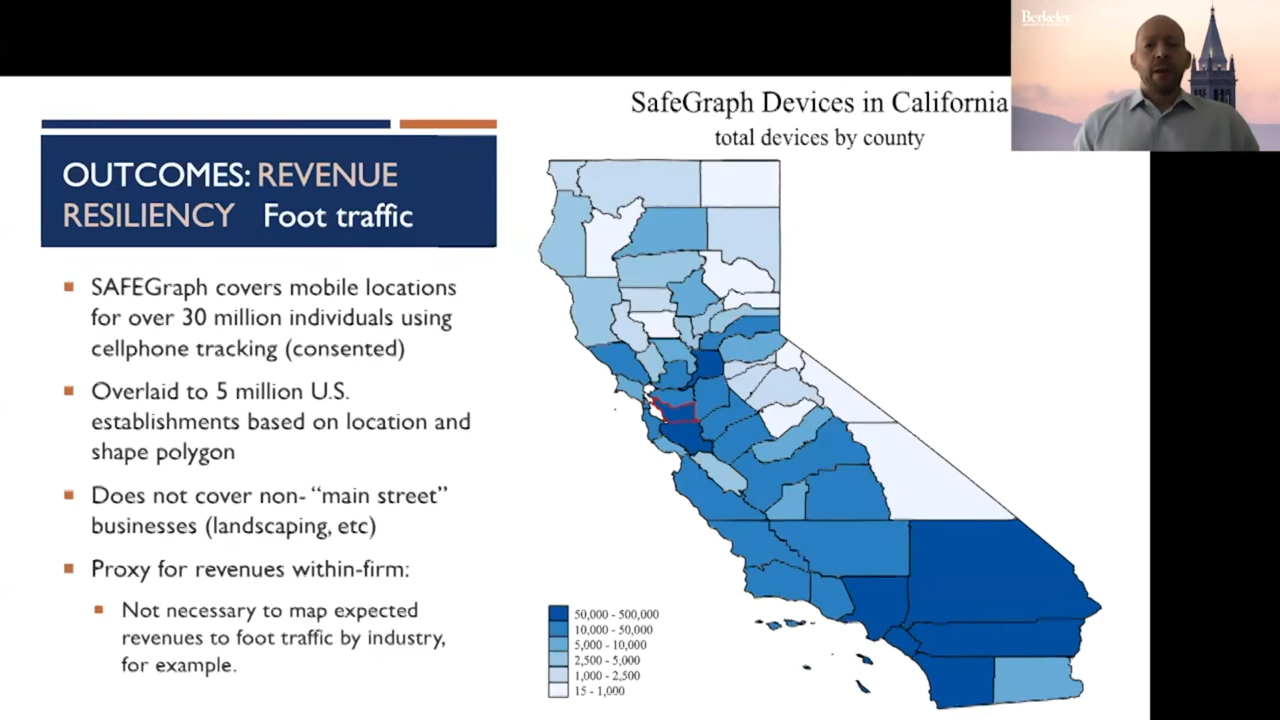 Berkeley
SafeGraph Devices in California
total devices by county
OUTCOMES: REVENUE
RESILIENCY Foot traffic
SAFEGraph covers mobile locations
for over 30 million individuals using
cellphone tracking (consented)
Overlaid to 5 million U.S.
establishments based on location and
shape polygon
Does not cover non- “main street”
businesses (landscaping, etc)
Proxy for revenues within-firm:
Not necessary to map expected
revenues to foot traffic by industry,
for example.
50,000 - 500,000
10,000 - 50,000
5,000 - 10,000
2,500 - 5,000
1,000 - 2,500
15 - 1,000